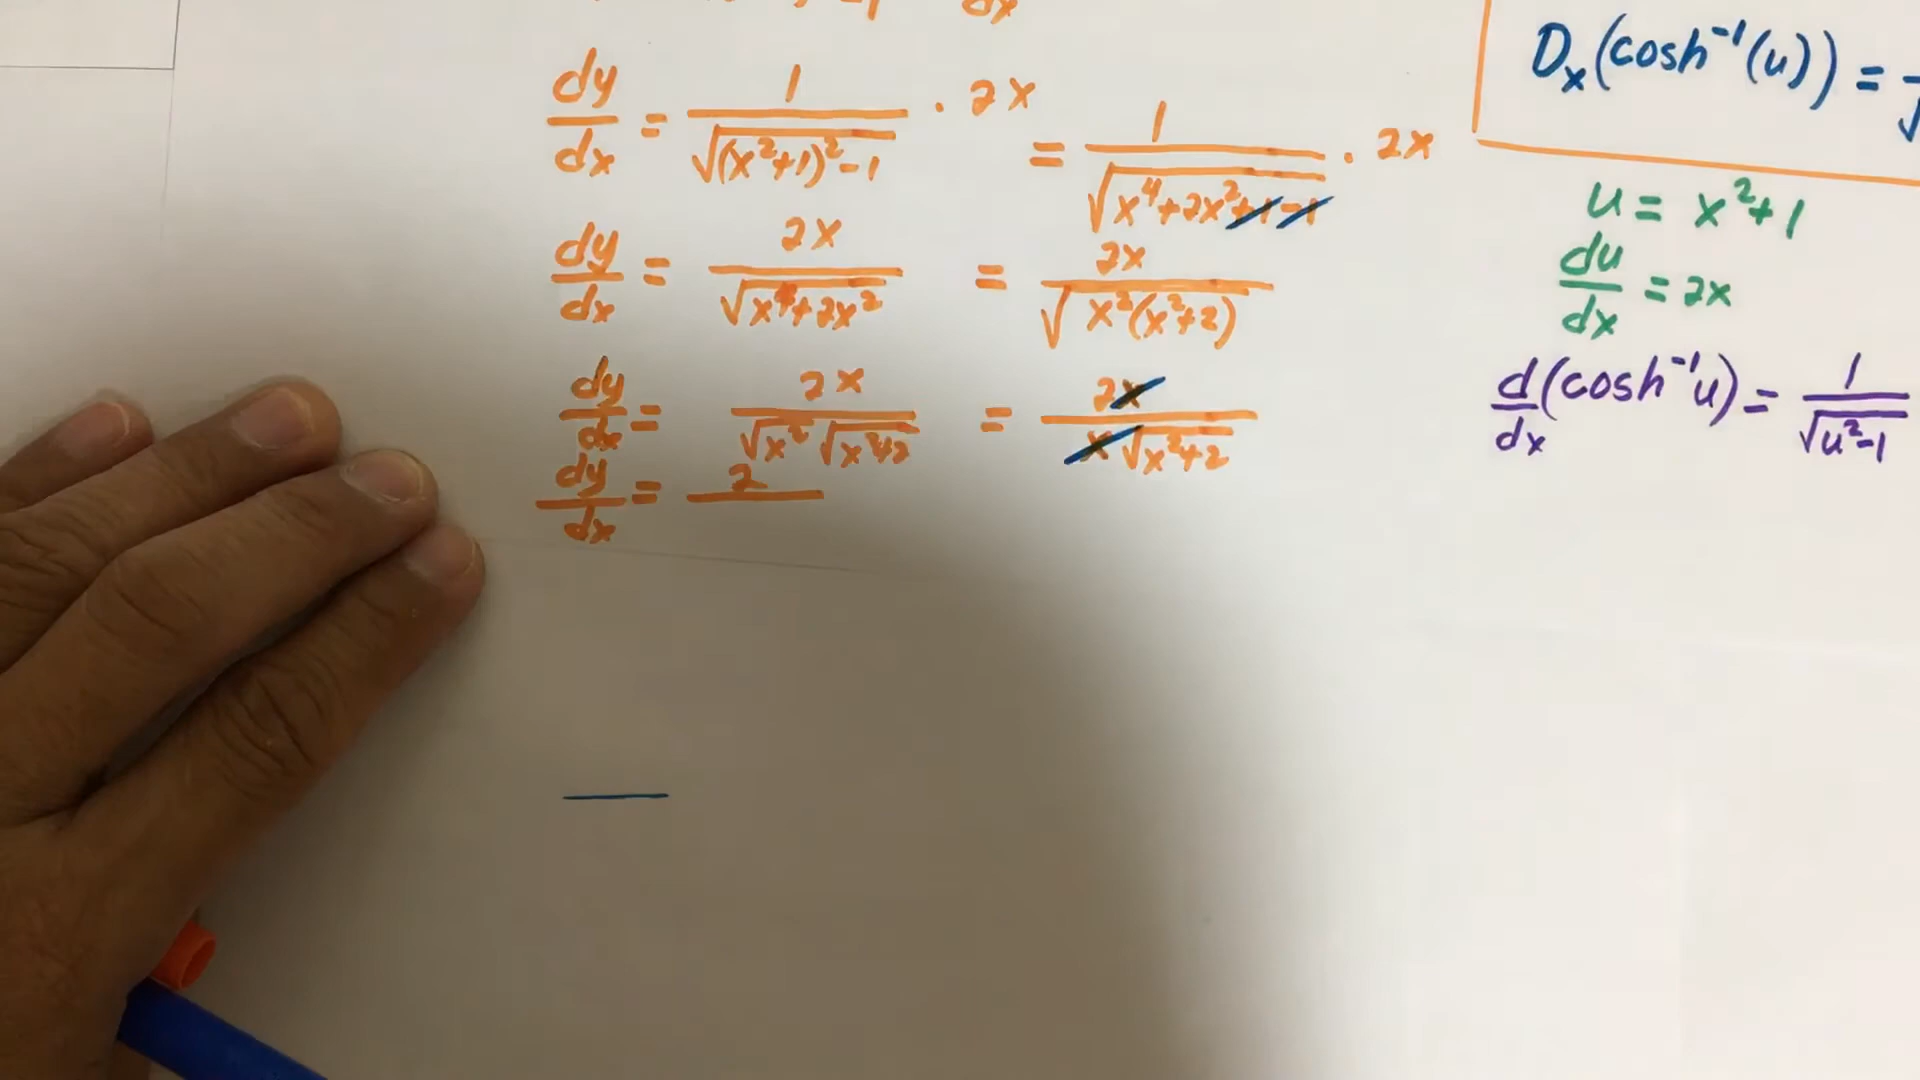 dx
dy/dx = 1/√((x²+1)²-1) · 2x = 1/√(x⁴+2x²+1-1) · 2x
dy/dx = 2x/√(x⁴+2x²) = 2x/√(x²(x²+2))
dy/dx = 2x/(√x² √(x²+2)) = 2x/(x√(x²+2))
dy/dx = 2
Dx(cosh⁻¹(u)) =
u = x²+1
du/dx = 2x
d/dx(cosh⁻¹u) = 1/√(u²-1)